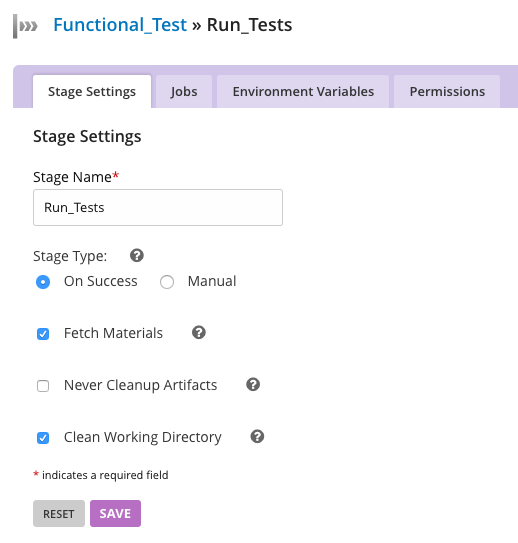 Functional_Test » Run_Tests
Stage Settings Jobs Environment Variables Permissions
Stage Settings
Stage Name*
Run_Tests
Stage Type: ?
On Success Manual
Fetch Materials ?
Never Cleanup Artifacts ?
Clean Working Directory ?
* indicates a required field
RESET SAVE